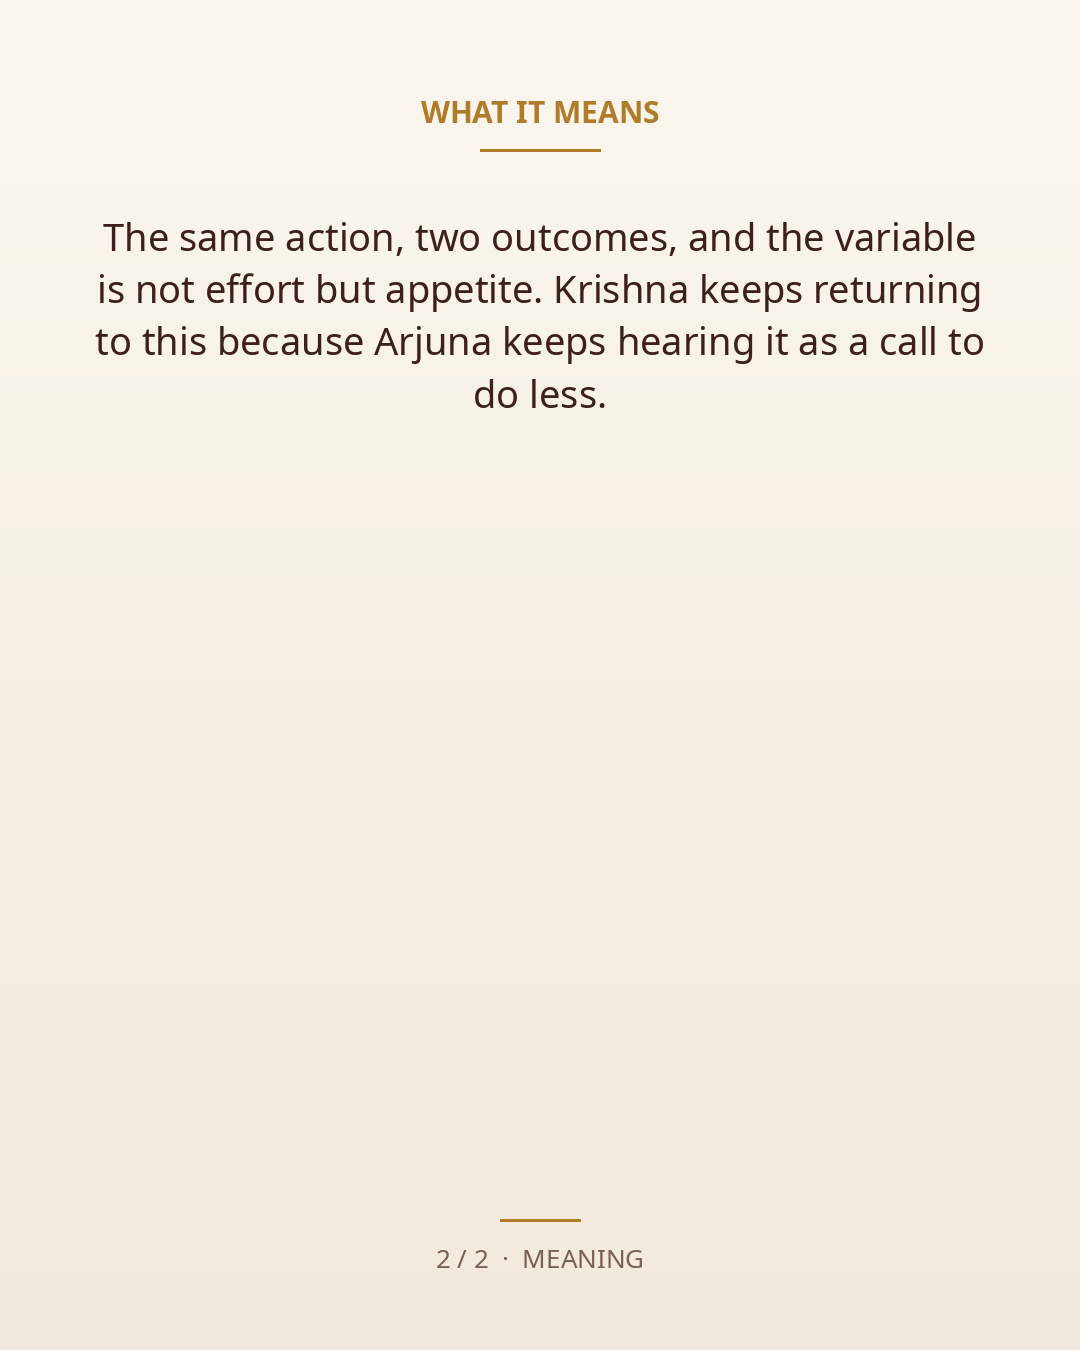 WHAT IT MEANS
The same action, two outcomes, and the variable
is not effort but appetite. Krishna keeps returning
to this because Arjuna keeps hearing it as a call to
do less.
2 / 2 · MEANING